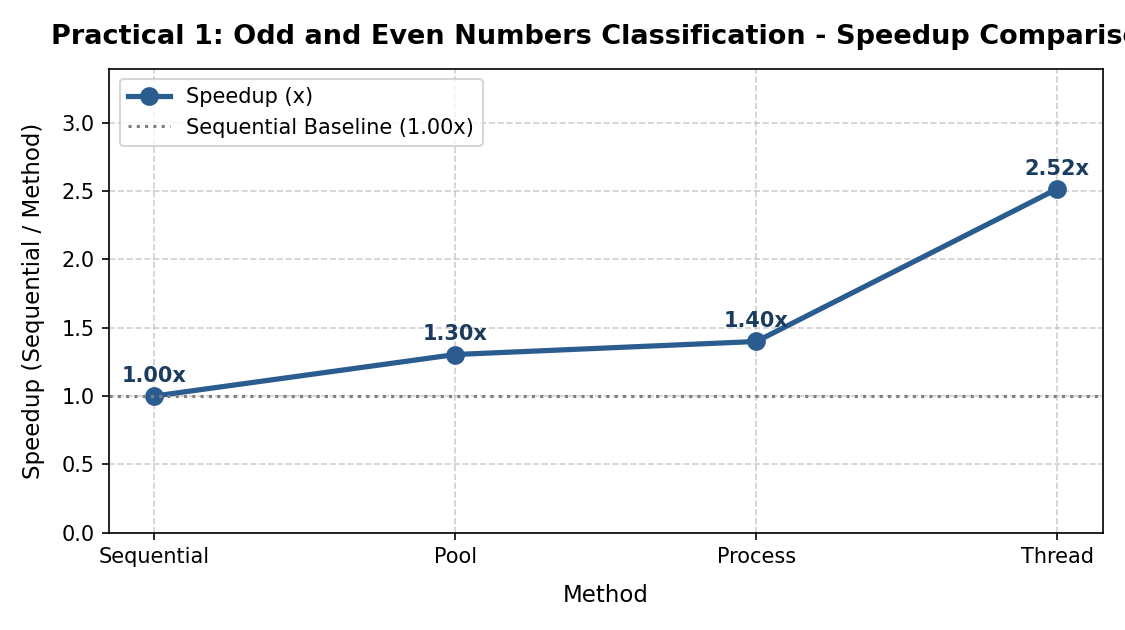 Practical 1: Odd and Even Numbers Classification - Speedup Comparis
Speedup (x)
Sequential Baseline (1.00x)
Speedup (Sequential / Method)
3.0
2.5
2.0
1.5
1.0
0.5
0.0
1.00x
1.30x
1.40x
2.52x
Sequential Pool Process Thread
Method